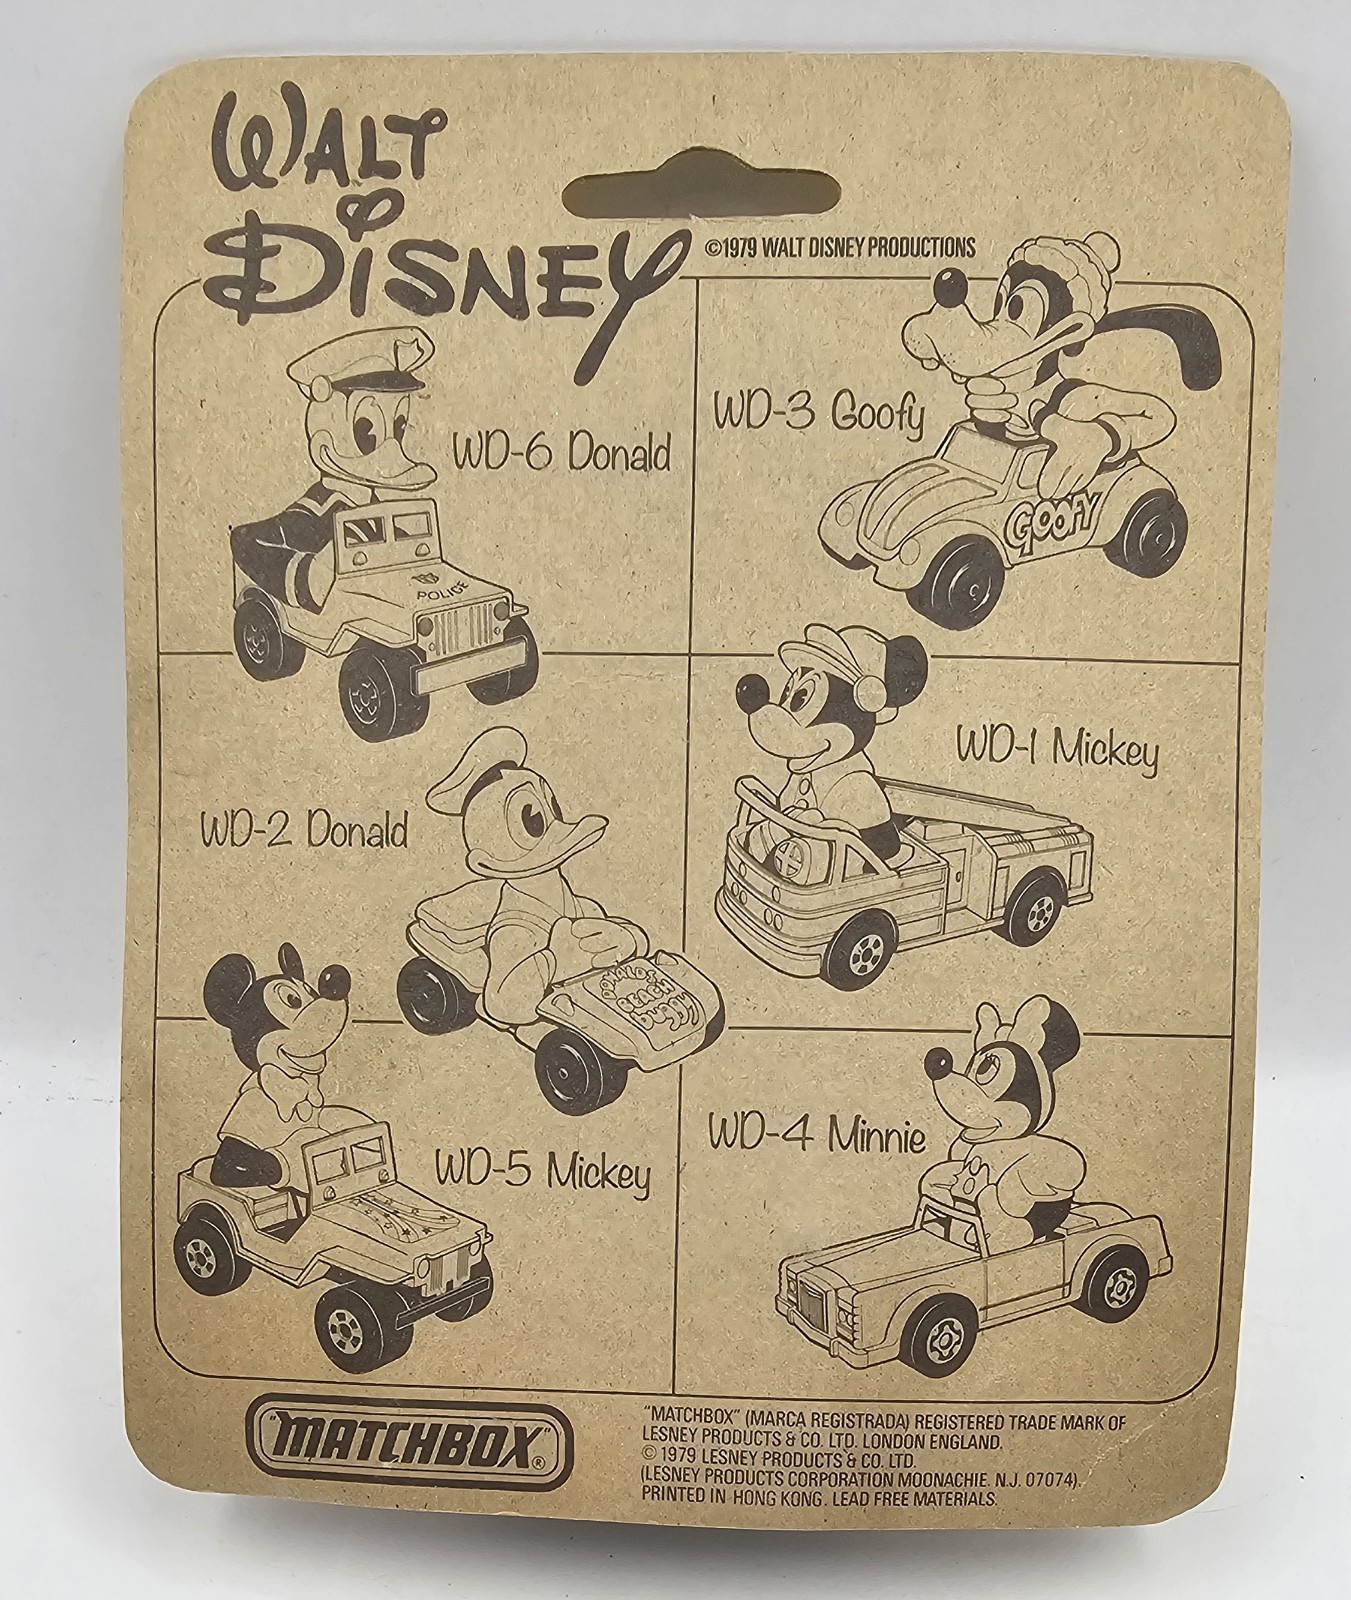 WALT
DISNEY
©1979 WALT DISNEY PRODUCTIONS
WD-6 Donald
POLICE
WD-3 Goofy
GOOFY
WD-1 Mickey
WD-2 Donald
DONALDS
BEACH
BUGGY
WD-5 Mickey
WD-4 Minnie
"MATCHBOX"®
"MATCHBOX" (MARCA REGISTRADA) REGISTERED TRADE MARK OF
LESNEY PRODUCTS & CO. LTD. LONDON ENGLAND.
© 1979 LESNEY PRODUCTS & CO. LTD.
(LESNEY PRODUCTS CORPORATION MOONACHIE. N.J. 07074).
PRINTED IN HONG KONG. LEAD FREE MATERIALS.